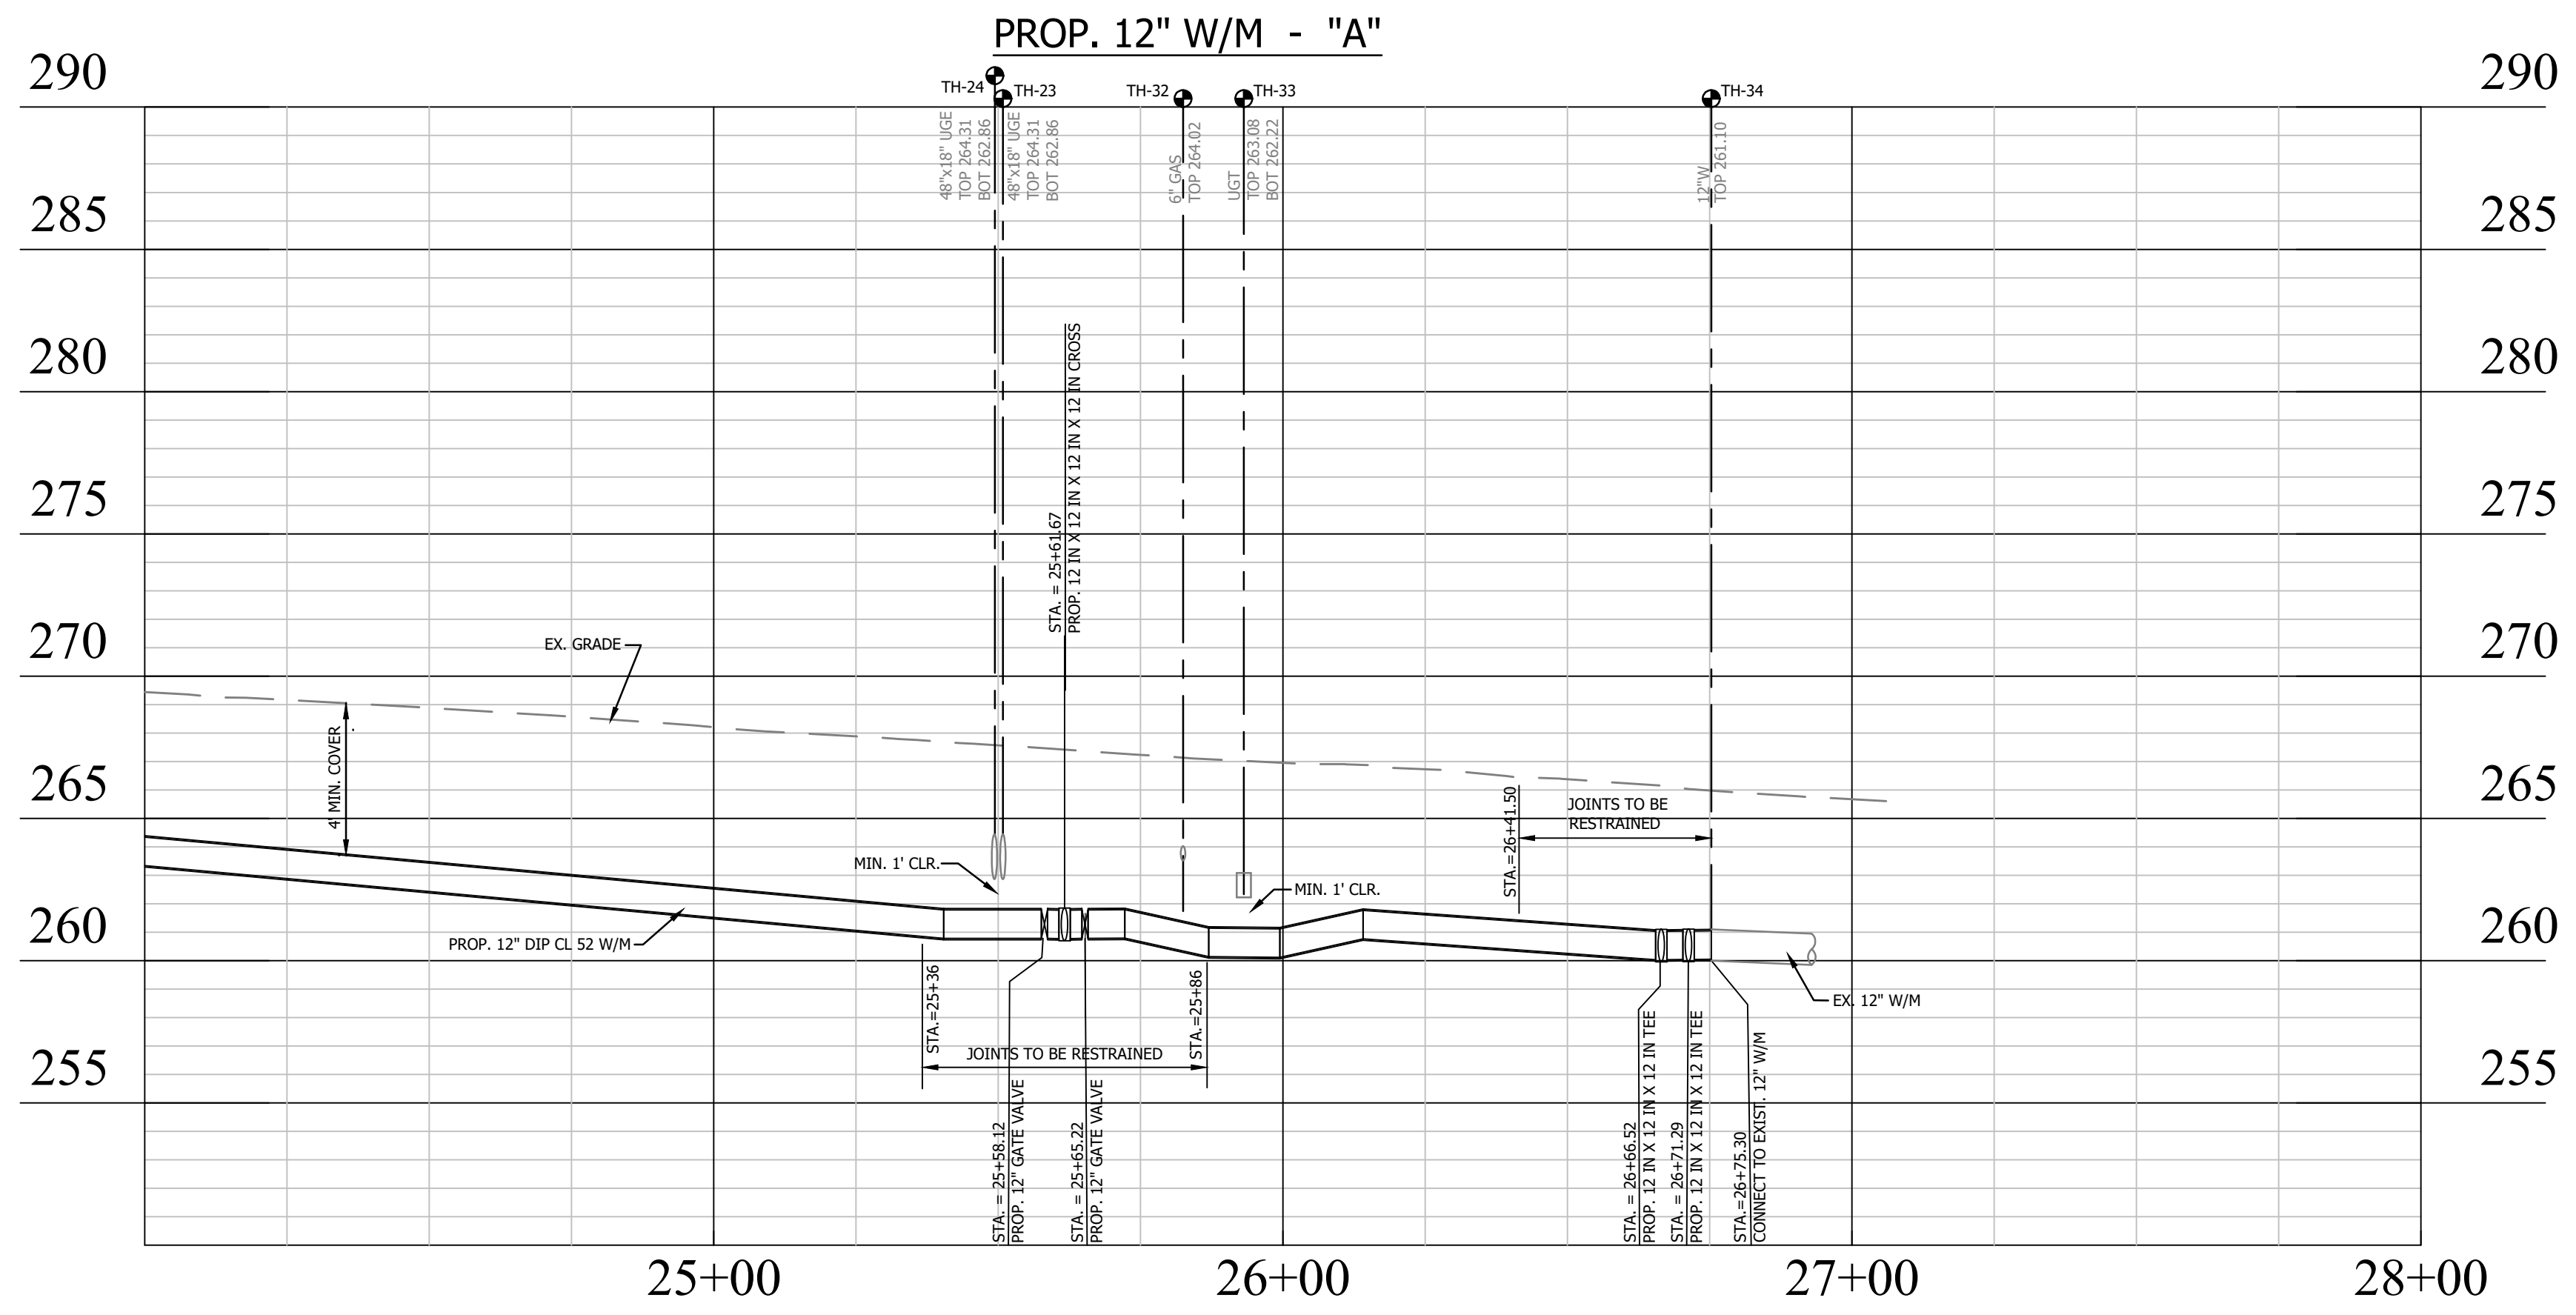 PROP. 12" W/M - "A"
TH-24
TH-23
TH-32
TH-33
TH-34
290
290
48"x18" UGE
TOP 264.31
BOT 262.86
48"x18" UGE
TOP 264.31
BOT 262.86
6" GAS
TOP 264.02
UGT
TOP 263.08
BOT 262.22
12"W
TOP 261.10
285
285
280
280
STA. = 25+61.67
PROP. 12 IN X 12 IN X 12 IN CROSS
275
275
270
270
EX. GRADE
4' MIN. COVER
265
265
STA.=26+41.50
JOINTS TO BE
RESTRAINED
MIN. 1' CLR.
MIN. 1' CLR.
260
260
PROP. 12" DIP CL 52 W/M
STA.=25+36
STA.=25+86
JOINTS TO BE RESTRAINED
EX. 12" W/M
255
255
STA. = 25+58.12
PROP. 12" GATE VALVE
STA. = 25+65.22
PROP. 12" GATE VALVE
STA. = 26+66.52
PROP. 12 IN X 12 IN TEE
STA. = 26+71.29
PROP. 12 IN X 12 IN TEE
STA.=26+75.30
CONNECT TO EXIST. 12" W/M
25+00
26+00
27+00
28+00